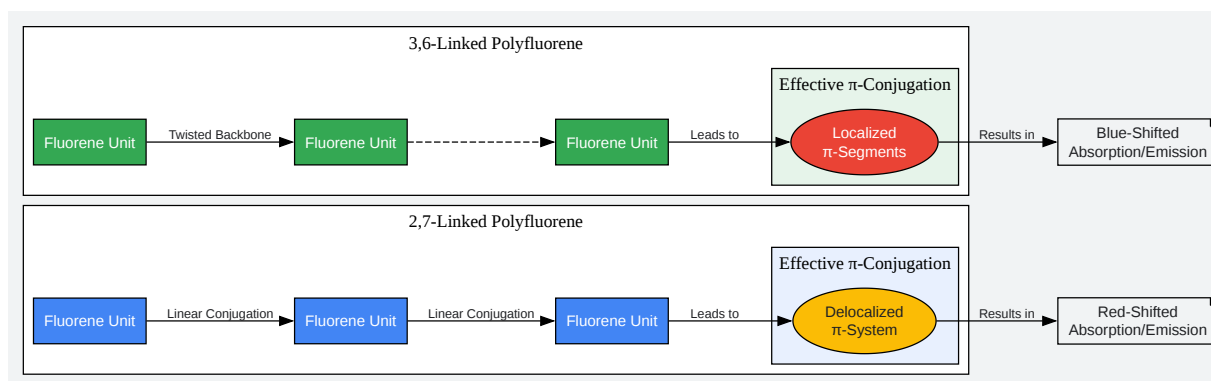 3,6-Linked Polyfluorene
Effective π-Conjugation
Fluorene Unit
Twisted Backbone
Fluorene Unit
Fluorene Unit
Leads to
Localized
π-Segments
Results in
Blue-Shifted
Absorption/Emission
2,7-Linked Polyfluorene
Effective π-Conjugation
Fluorene Unit
Linear Conjugation
Fluorene Unit
Linear Conjugation
Fluorene Unit
Leads to
Delocalized
π-System
Results in
Red-Shifted
Absorption/Emission